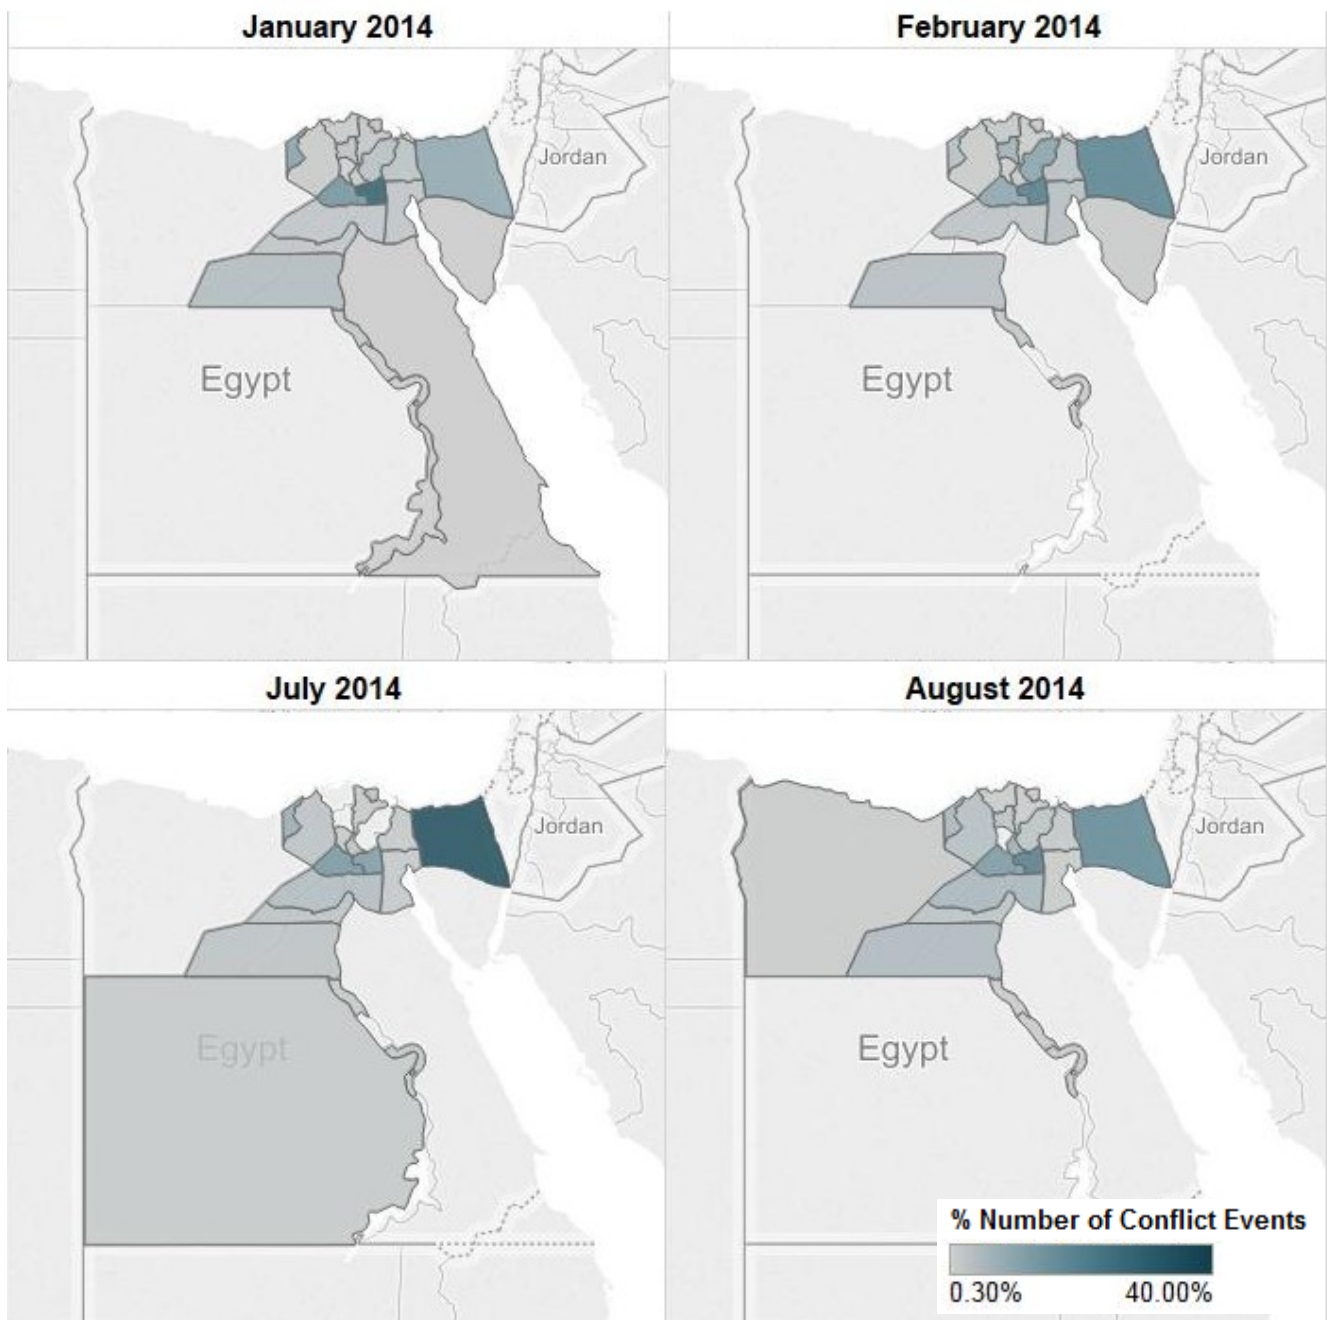 January 2014
February 2014
Jordan
Jordan
Egypt
Egypt
July 2014
August 2014
Jordan
Jordan
Egypt
Egypt
% Number of Conflict Events
0.30%
40.00%